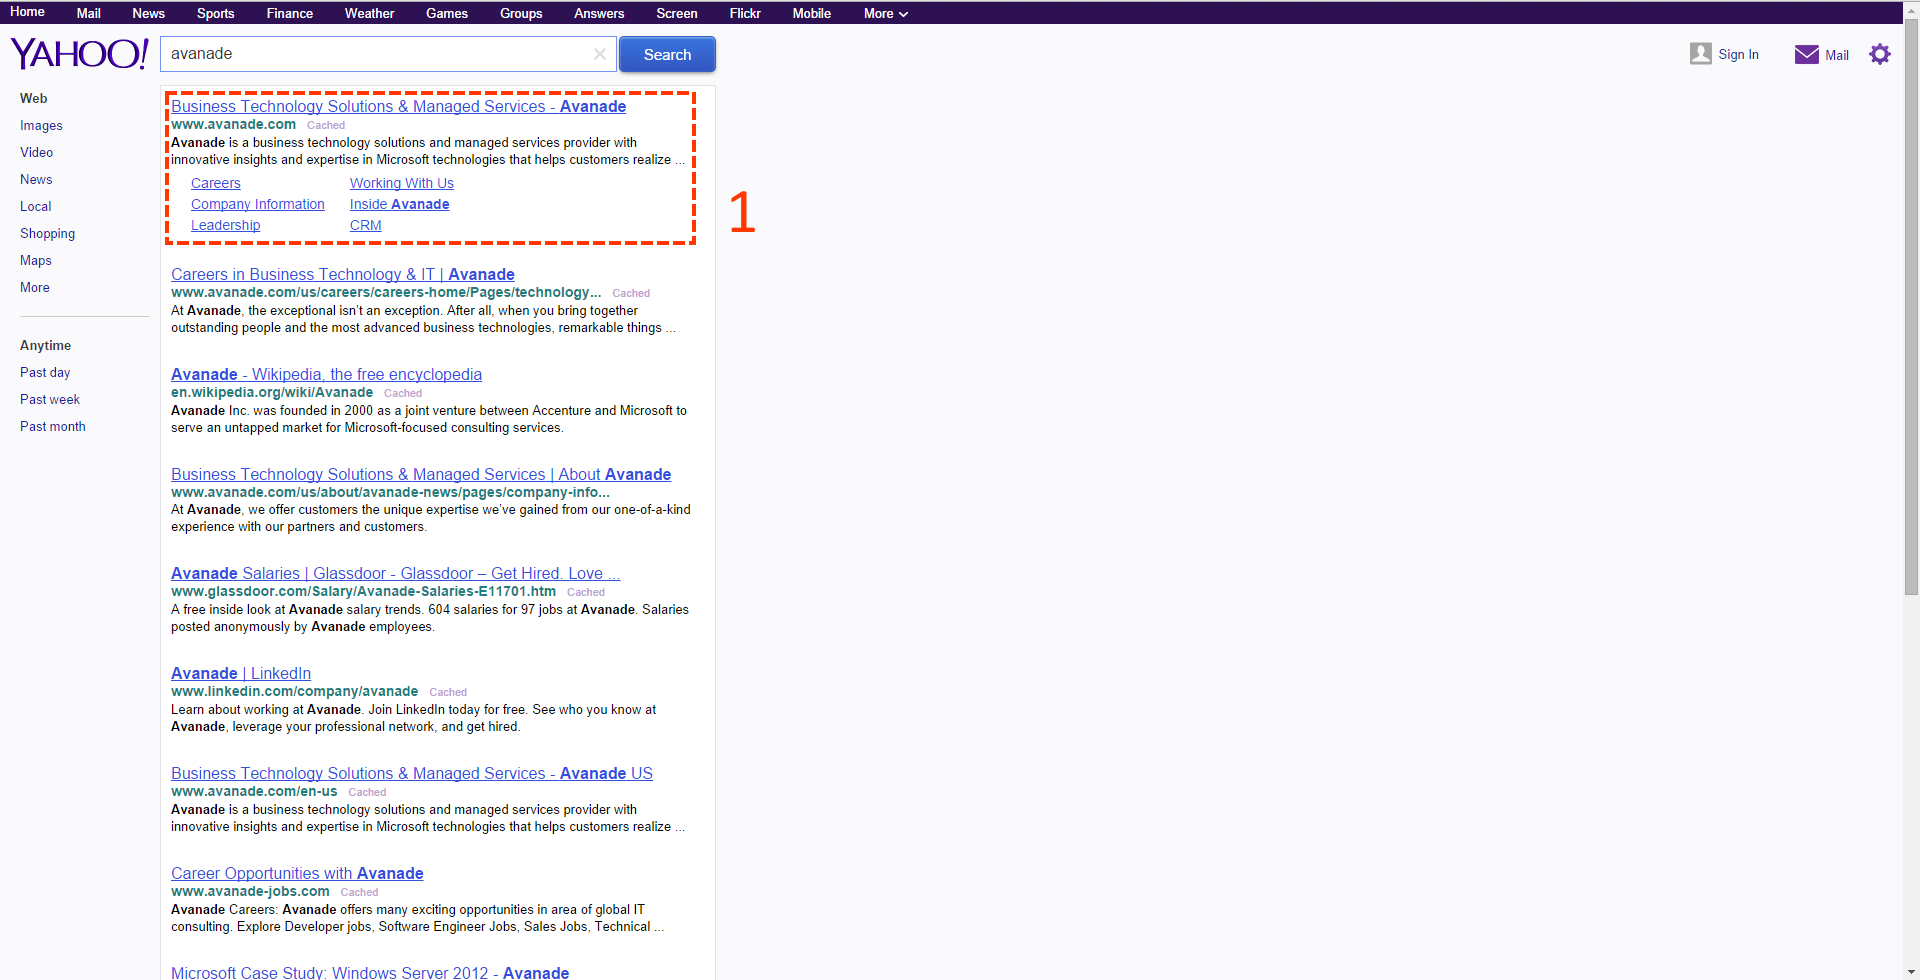 Home Mail News Sports Finance Weather Games Groups Answers Screen Flickr Mobile More
YAHOO! avanade Search Sign In Mail
Web
Images
Video
News
Local
Shopping
Maps
More
Anytime
Past day
Past week
Past month
Business Technology Solutions & Managed Services - Avanade
www.avanade.com Cached
Avanade is a business technology solutions and managed services provider with
innovative insights and expertise in Microsoft technologies that helps customers realize ...
Careers Working With Us
Company Information Inside Avanade
Leadership CRM
1
Careers in Business Technology & IT | Avanade
www.avanade.com/us/careers/careers-home/Pages/technology... Cached
At Avanade, the exceptional isn't an exception. After all, when you bring together
outstanding people and the most advanced business technologies, remarkable things ...
Avanade - Wikipedia, the free encyclopedia
en.wikipedia.org/wiki/Avanade Cached
Avanade Inc. was founded in 2000 as a joint venture between Accenture and Microsoft to
serve an untapped market for Microsoft-focused consulting services.
Business Technology Solutions & Managed Services | About Avanade
www.avanade.com/us/about/avanade-news/pages/company-info...
At Avanade, we offer customers the unique expertise we've gained from our one-of-a-kind
experience with our partners and customers.
Avanade Salaries | Glassdoor - Glassdoor – Get Hired. Love ...
www.glassdoor.com/Salary/Avanade-Salaries-E11701.htm Cached
A free inside look at Avanade salary trends. 604 salaries for 97 jobs at Avanade. Salaries
posted anonymously by Avanade employees.
Avanade | LinkedIn
www.linkedin.com/company/avanade Cached
Learn about working at Avanade. Join LinkedIn today for free. See who you know at
Avanade, leverage your professional network, and get hired.
Business Technology Solutions & Managed Services - Avanade US
www.avanade.com/en-us Cached
Avanade is a business technology solutions and managed services provider with
innovative insights and expertise in Microsoft technologies that helps customers realize ...
Career Opportunities with Avanade
www.avanade-jobs.com Cached
Avanade Careers: Avanade offers many exciting opportunities in area of global IT
consulting. Explore Developer jobs, Software Engineer Jobs, Sales Jobs, Technical ...
Microsoft Case Study: Windows Server 2012 - Avanade